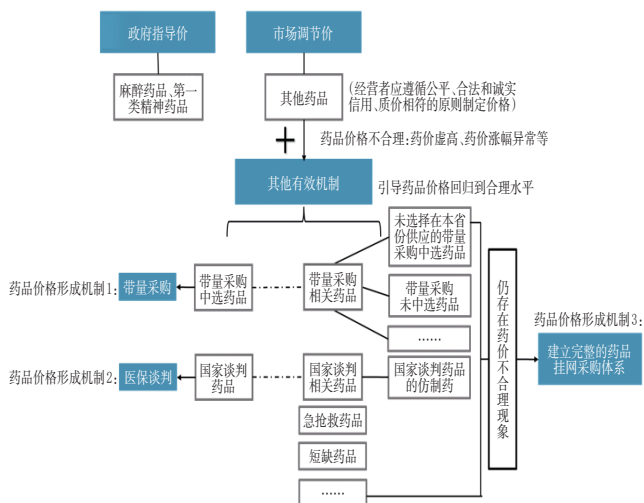 政府指导价
市场调节价
麻醉药品、第一
类精神药品
其他药品
(经营者应遵循公平、合法和诚实
信用、质价相符的原则制定价格)
药品价格不合理:药价虚高、药价涨幅异常等
其他有效机制
引导药品价格回归到合理水平
未选择在本省
份供应的带量
采购中选药品
药品价格形成机制1:
带量采购
带量采购
中选药品
带量采购
相关药品
带量采购
未中选药品
……
药品价格形成机制2:
医保谈判
国家谈判
药品
国家谈判
相关药品
国家谈判药品
的仿制药
急抢救药品
短缺药品
……
仍存在药价不合理现象
药品价格形成机制3:
建立完整的药品
挂网采购体系